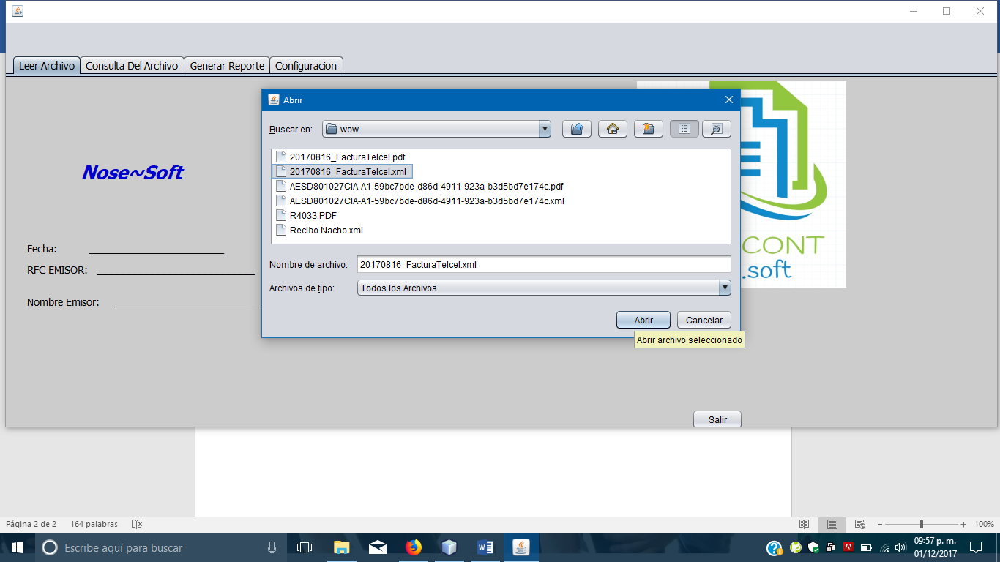 Leer Archivo Consulta Del Archivo Generar Reporte Configuracion
Abrir
Buscar en: wow
20170816_FacturaTelcel.pdf
20170816_FacturaTelcel.xml
AESD801027CIA-A1-59bc7bde-d86d-4911-923a-b3d5bd7e174c.pdf
AESD801027CIA-A1-59bc7bde-d86d-4911-923a-b3d5bd7e174c.xml
R4033.PDF
Recibo Nacho.xml
Nombre de archivo: 20170816_FacturaTelcel.xml
Archivos de tipo: Todos los Archivos
Abrir Cancelar
Abrir archivo seleccionado
Nose~Soft
Fecha:
RFC EMISOR:
Nombre Emisor:
CONT
.soft
Salir
Página 2 de 2 164 palabras 100%
Escribe aquí para buscar
09:57 p. m.
01/12/2017